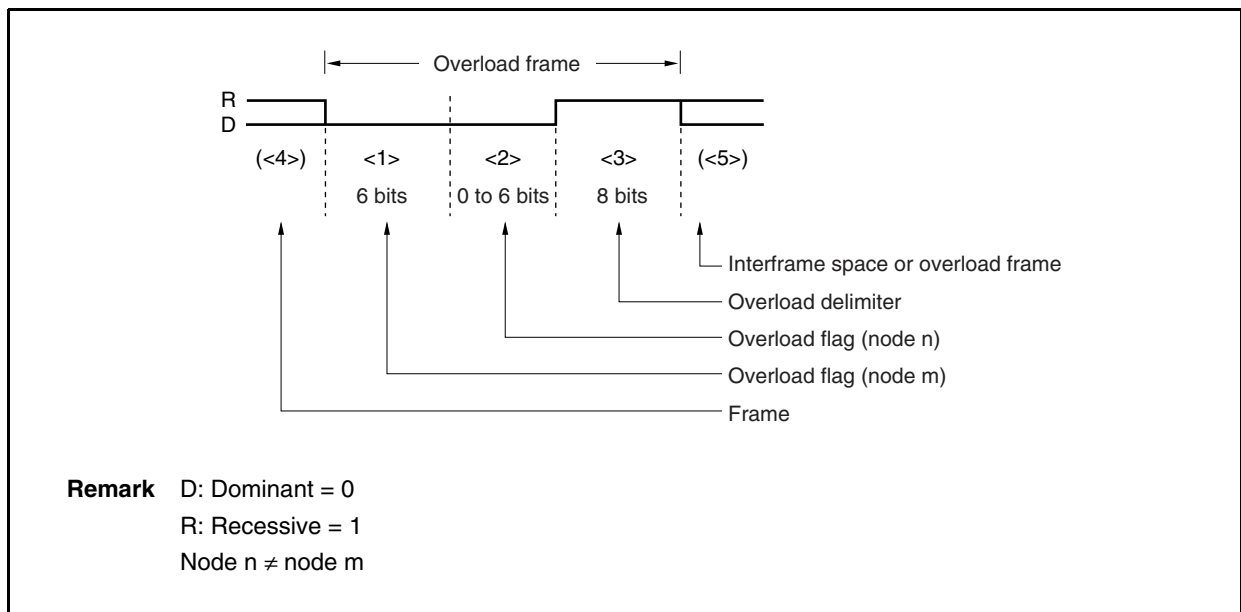 Overload frame
R
D
(<4>) <1> <2> <3> (<5>)
6 bits 0 to 6 bits 8 bits
Interframe space or overload frame
Overload delimiter
Overload flag (node n)
Overload flag (node m)
Frame
Remark D: Dominant = 0
R: Recessive = 1
Node n ≠ node m